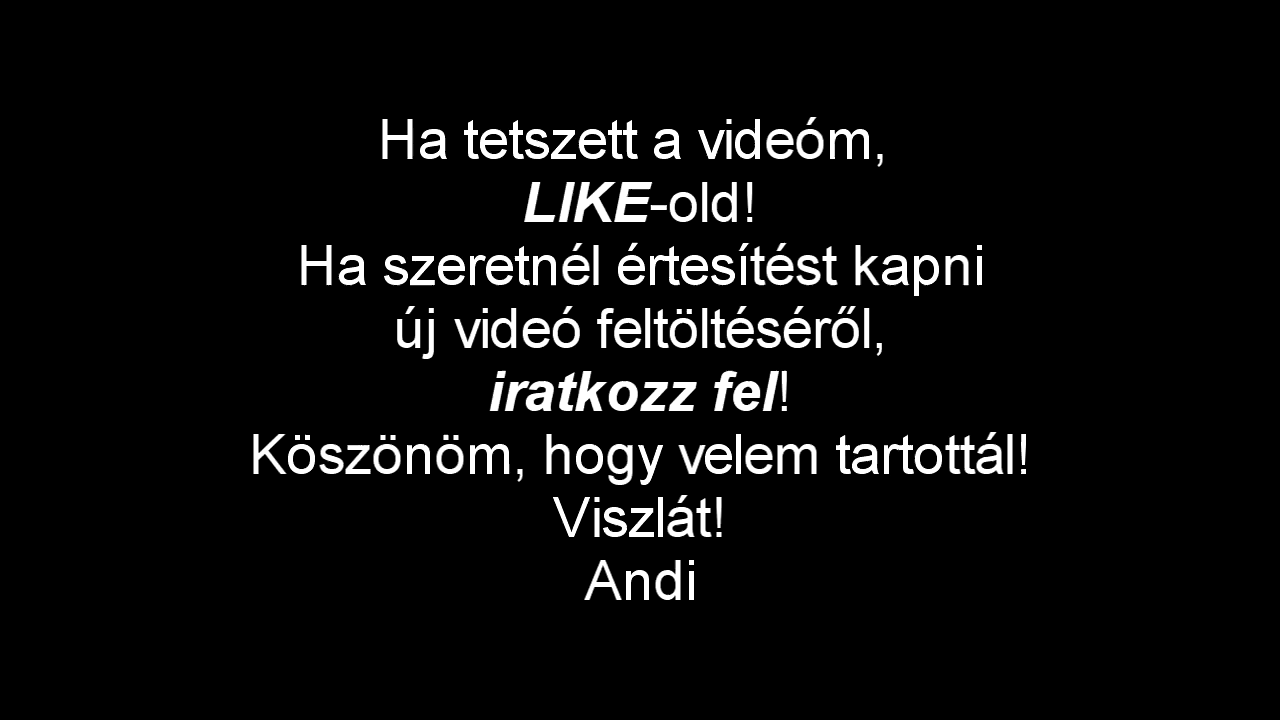 Ha tetszett a videóm,
LIKE-old!
Ha szeretnél értesítést kapni
új videó feltöltéséről,
iratkozz fel!
Köszönöm, hogy velem tartottál!
Viszlát!
Andi